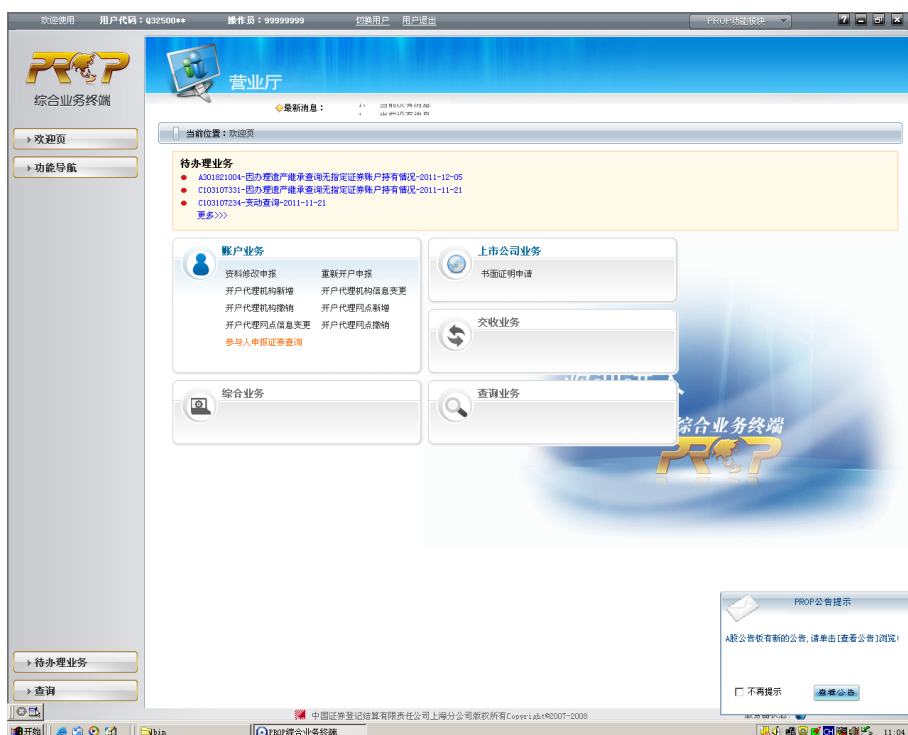 欢迎使用 用户代码：Q32500** 操作员：99999999 切换用户 用户退出 PROP功能模块
PROP
综合业务终端
营业厅
最新消息：
当前位置：欢迎页
欢迎页
功能导航
待办理业务
A301821004-因办理遗产继承查询无指定证券账户持有情况-2011-12-05
C103107331-因办理遗产继承查询无指定证券账户持有情况-2011-11-21
C103107234-变动查询-2011-11-21
更多>>>
账户业务
资料修改申报 重新开户申报
开户代理机构新增 开户代理机构信息变更
开户代理机构撤销 开户代理网点新增
开户代理网点信息变更 开户代理网点撤销
参与人申报证券查询
上市公司业务
书面证明申请
交收业务
综合业务
查询业务
综合业务终端
PROP
PROP公告提示
A股公告板有新的公告,请单击[查看公告]浏览!
不再提示 查看公告
待办理业务
查询
中国证券登记结算有限责任公司上海分公司版权所有Copyright©2007-2008
开始 bin PROP综合业务终端 11:04